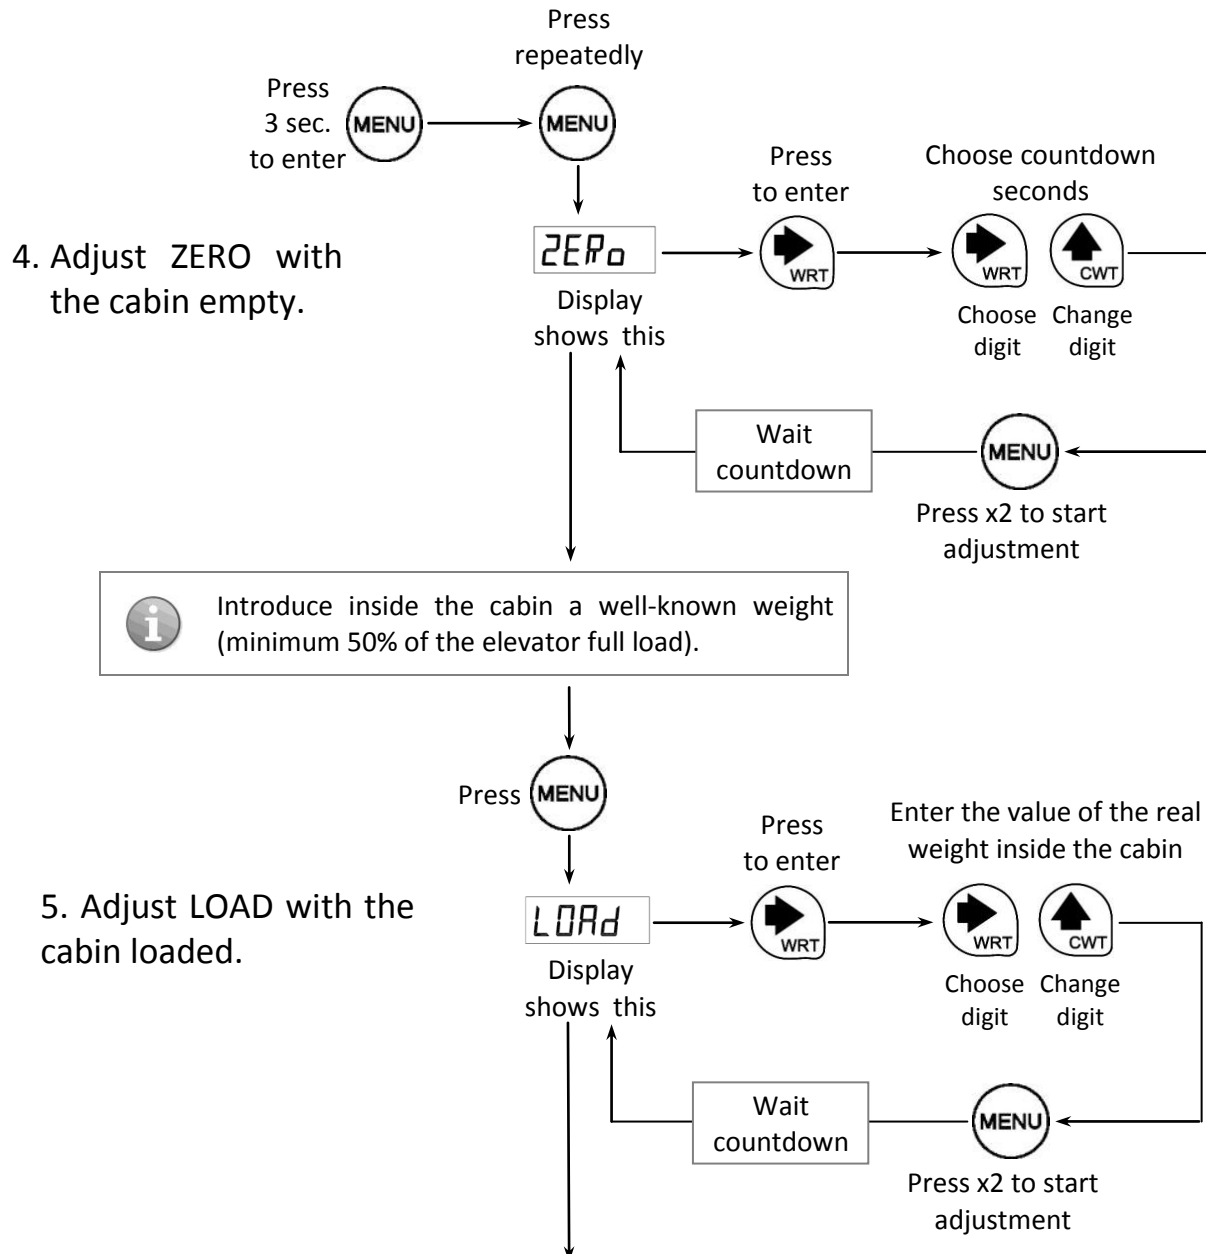 Press
repeatedly
Press
3 sec.
to enter
MENU
MENU
Press
to enter
Choose countdown
seconds
4. Adjust ZERO with
the cabin empty.
ZERo
WRT
WRT
CWT
Display
shows this
Choose
digit
Change
digit
Wait
countdown
MENU
Press x2 to start
adjustment
i
Introduce inside the cabin a well-known weight
(minimum 50% of the elevator full load).
Press
MENU
Press
to enter
Enter the value of the real
weight inside the cabin
5. Adjust LOAD with the
cabin loaded.
LOAd
WRT
WRT
CWT
Display
shows this
Choose
digit
Change
digit
Wait
countdown
MENU
Press x2 to start
adjustment